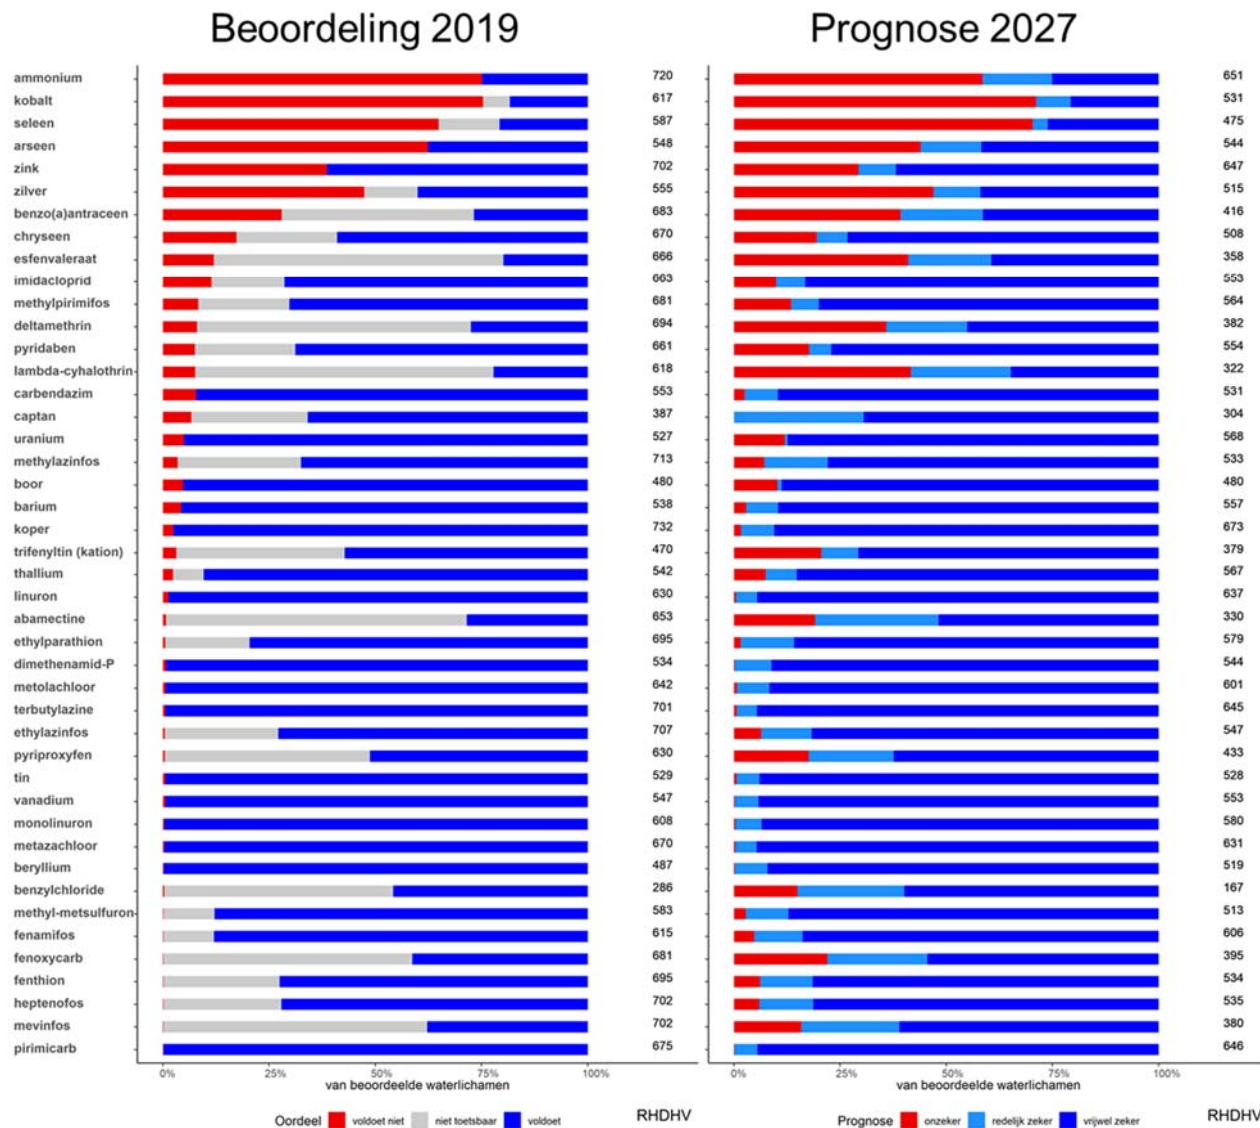 Beoordeling 2019 Prognose 2027
ammonium 720 651
kobalt 617 531
seleen 587 475
arseen 548 544
zink 702 647
zilver 555 515
benzo(a)antraceen 683 416
chryseen 670 508
esfenvaleraat 666 358
imidacloprid 663 553
methylpirimifos 681 564
deltamethrin 694 382
pyridaben 661 554
lambda-cyhalothrin 618 322
carbendazim 553 531
captan 387 304
uranium 527 568
methylazinfos 713 533
boor 480 480
barium 538 557
koper 732 673
trifenyltin (kation) 470 379
thallium 542 567
linuron 630 637
abamectine 653 330
ethylparathion 695 579
dimethenamid-P 534 544
metolachloor 642 601
terbutylazine 701 645
ethylazinfos 707 547
pyriproxyfen 630 433
tin 529 528
vanadium 547 553
monolinuron 608 580
metazachloor 670 631
beryllium 487 519
benzylchloride 286 167
methyl-metsulfuron 583 513
fenamifos 615 606
fenoxycarb 681 395
fenthion 695 534
heptenofos 702 535
mevinfos 702 380
pirimicarb 675 646
0% 25% 50% 75% 100% 0% 25% 50% 75% 100%
van beoordeelde waterlichamen van beoordeelde waterlichamen
Oordeel voldoet niet niet toetsbaar voldoet RHDHV Prognose onzeker redelijk zeker vrijwel zeker RHDHV